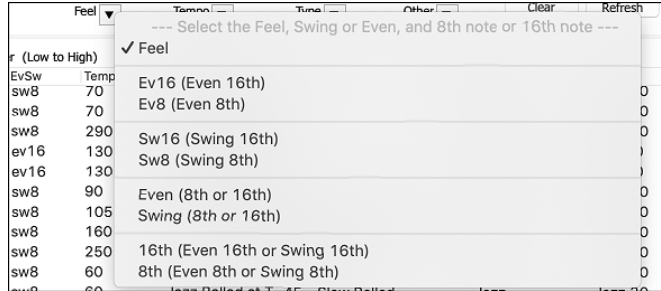 Feel ▼ Tempo Type Other Clear Refresh
--- Select the Feel, Swing or Even, and 8th note or 16th note ---
✓ Feel
r (Low to High)
EvSw Temp
Ev16 (Even 16th)
Ev8 (Even 8th)
Sw16 (Swing 16th)
Sw8 (Swing 8th)
Even (8th or 16th)
Swing (8th or 16th)
16th (Even 16th or Swing 16th)
8th (Even 8th or Swing 8th)
sw8 70
sw8 70
sw8 290
ev16 130
ev16 130
sw8 90
sw8 105
sw8 160
sw8 250
sw8 60
sw8 60